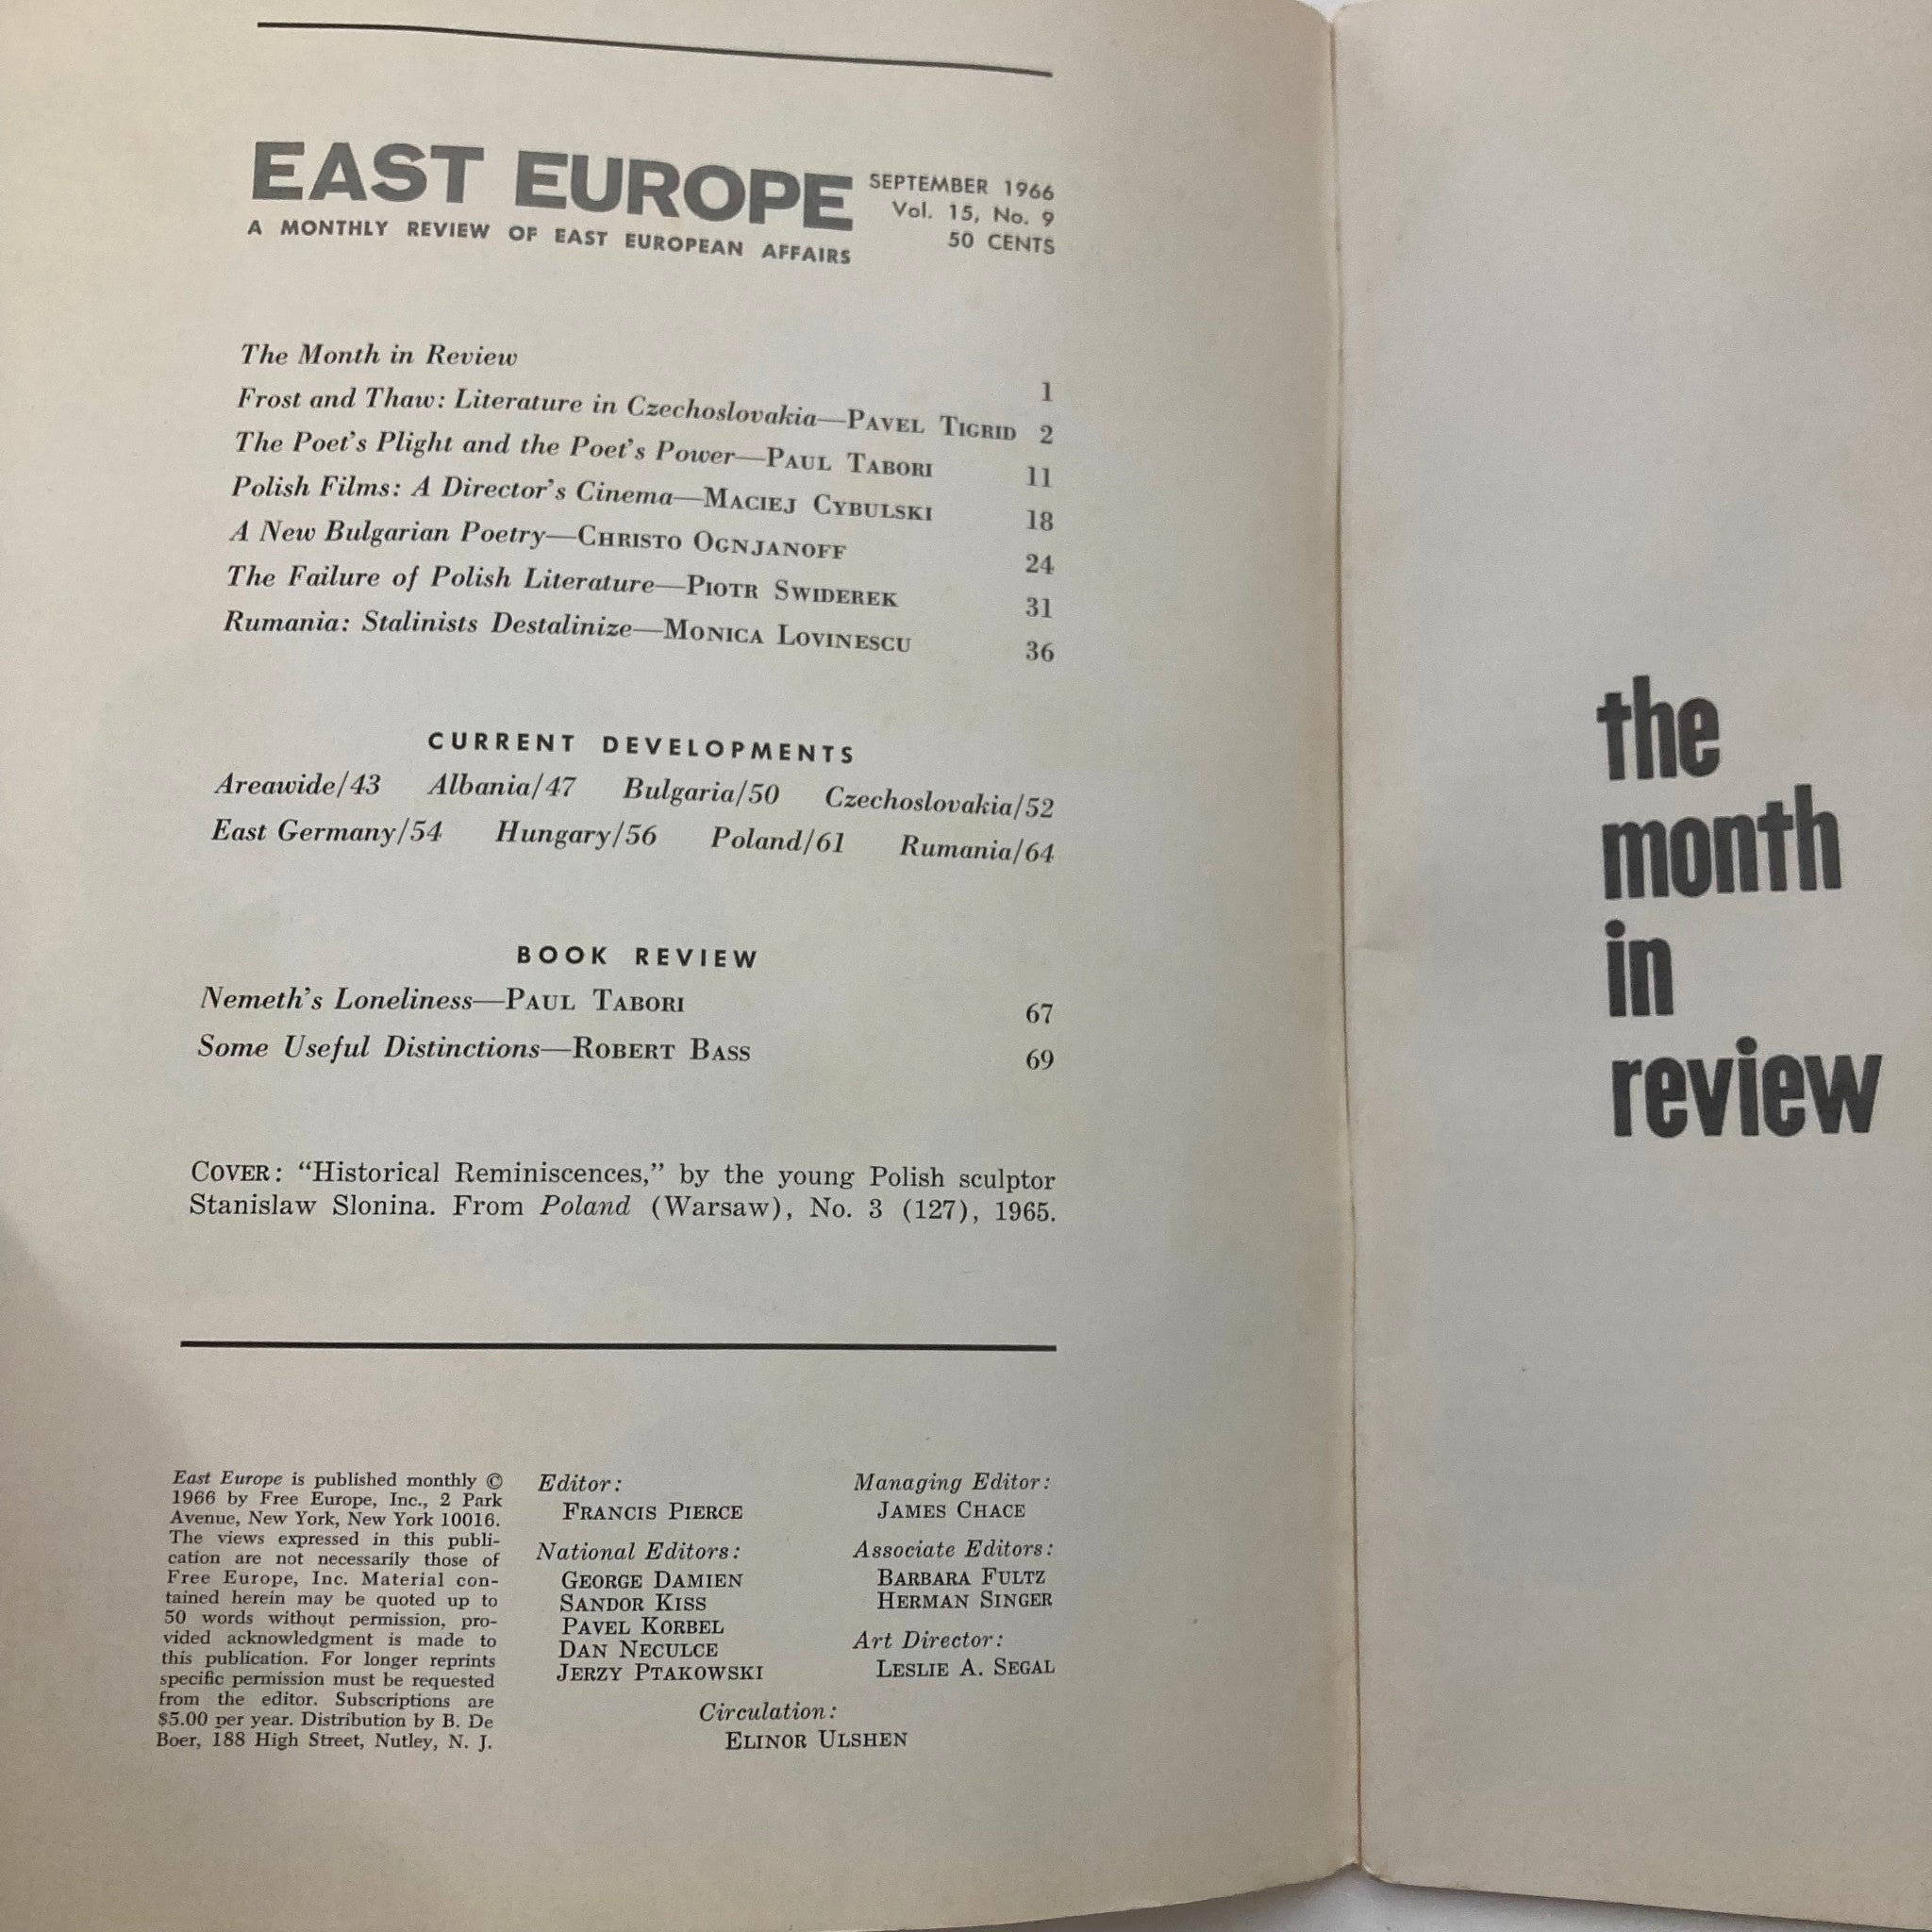 EAST EUROPE
A MONTHLY REVIEW OF EAST EUROPEAN AFFAIRS
SEPTEMBER 1966
Vol. 15, No. 9
50 CENTS
The Month in Review 1
Frost and Thaw: Literature in Czechoslovakia—PAVEL TIGRID 2
The Poet's Plight and the Poet's Power—PAUL TABORI 11
Polish Films: A Director's Cinema—MACIEJ CYBULSKI 18
A New Bulgarian Poetry—CHRISTO OGNJANOFF 24
The Failure of Polish Literature—PIOTR SWIDEREK 31
Rumania: Stalinists Destalinize—MONICA LOVINESCU 36
CURRENT DEVELOPMENTS
Areawide/43 Albania/47 Bulgaria/50 Czechoslovakia/52
East Germany/54 Hungary/56 Poland/61 Rumania/64
BOOK REVIEW
Nemeth's Loneliness—PAUL TABORI 67
Some Useful Distinctions—ROBERT BASS 69
COVER: “Historical Reminiscences,” by the young Polish sculptor
Stanislaw Slonina. From Poland (Warsaw), No. 3 (127), 1965.
East Europe is published monthly ©
1966 by Free Europe, Inc., 2 Park
Avenue, New York, New York 10016.
The views expressed in this publi-
cation are not necessarily those of
Free Europe, Inc. Material con-
tained herein may be quoted up to
50 words without permission, pro-
vided acknowledgment is made to
this publication. For longer reprints
specific permission must be requested
from the editor. Subscriptions are
$5.00 per year. Distribution by B. De
Boer, 188 High Street, Nutley, N. J.
Editor:
FRANCIS PIERCE
National Editors:
GEORGE DAMIEN
SANDOR KISS
PAVEL KORBEL
DAN NECULCE
JERZY PTAKOWSKI
Managing Editor:
JAMES CHACE
Associate Editors:
BARBARA FULTZ
HERMAN SINGER
Art Director:
LESLIE A. SEGAL
Circulation:
ELINOR ULSHEN
the
month
in
review